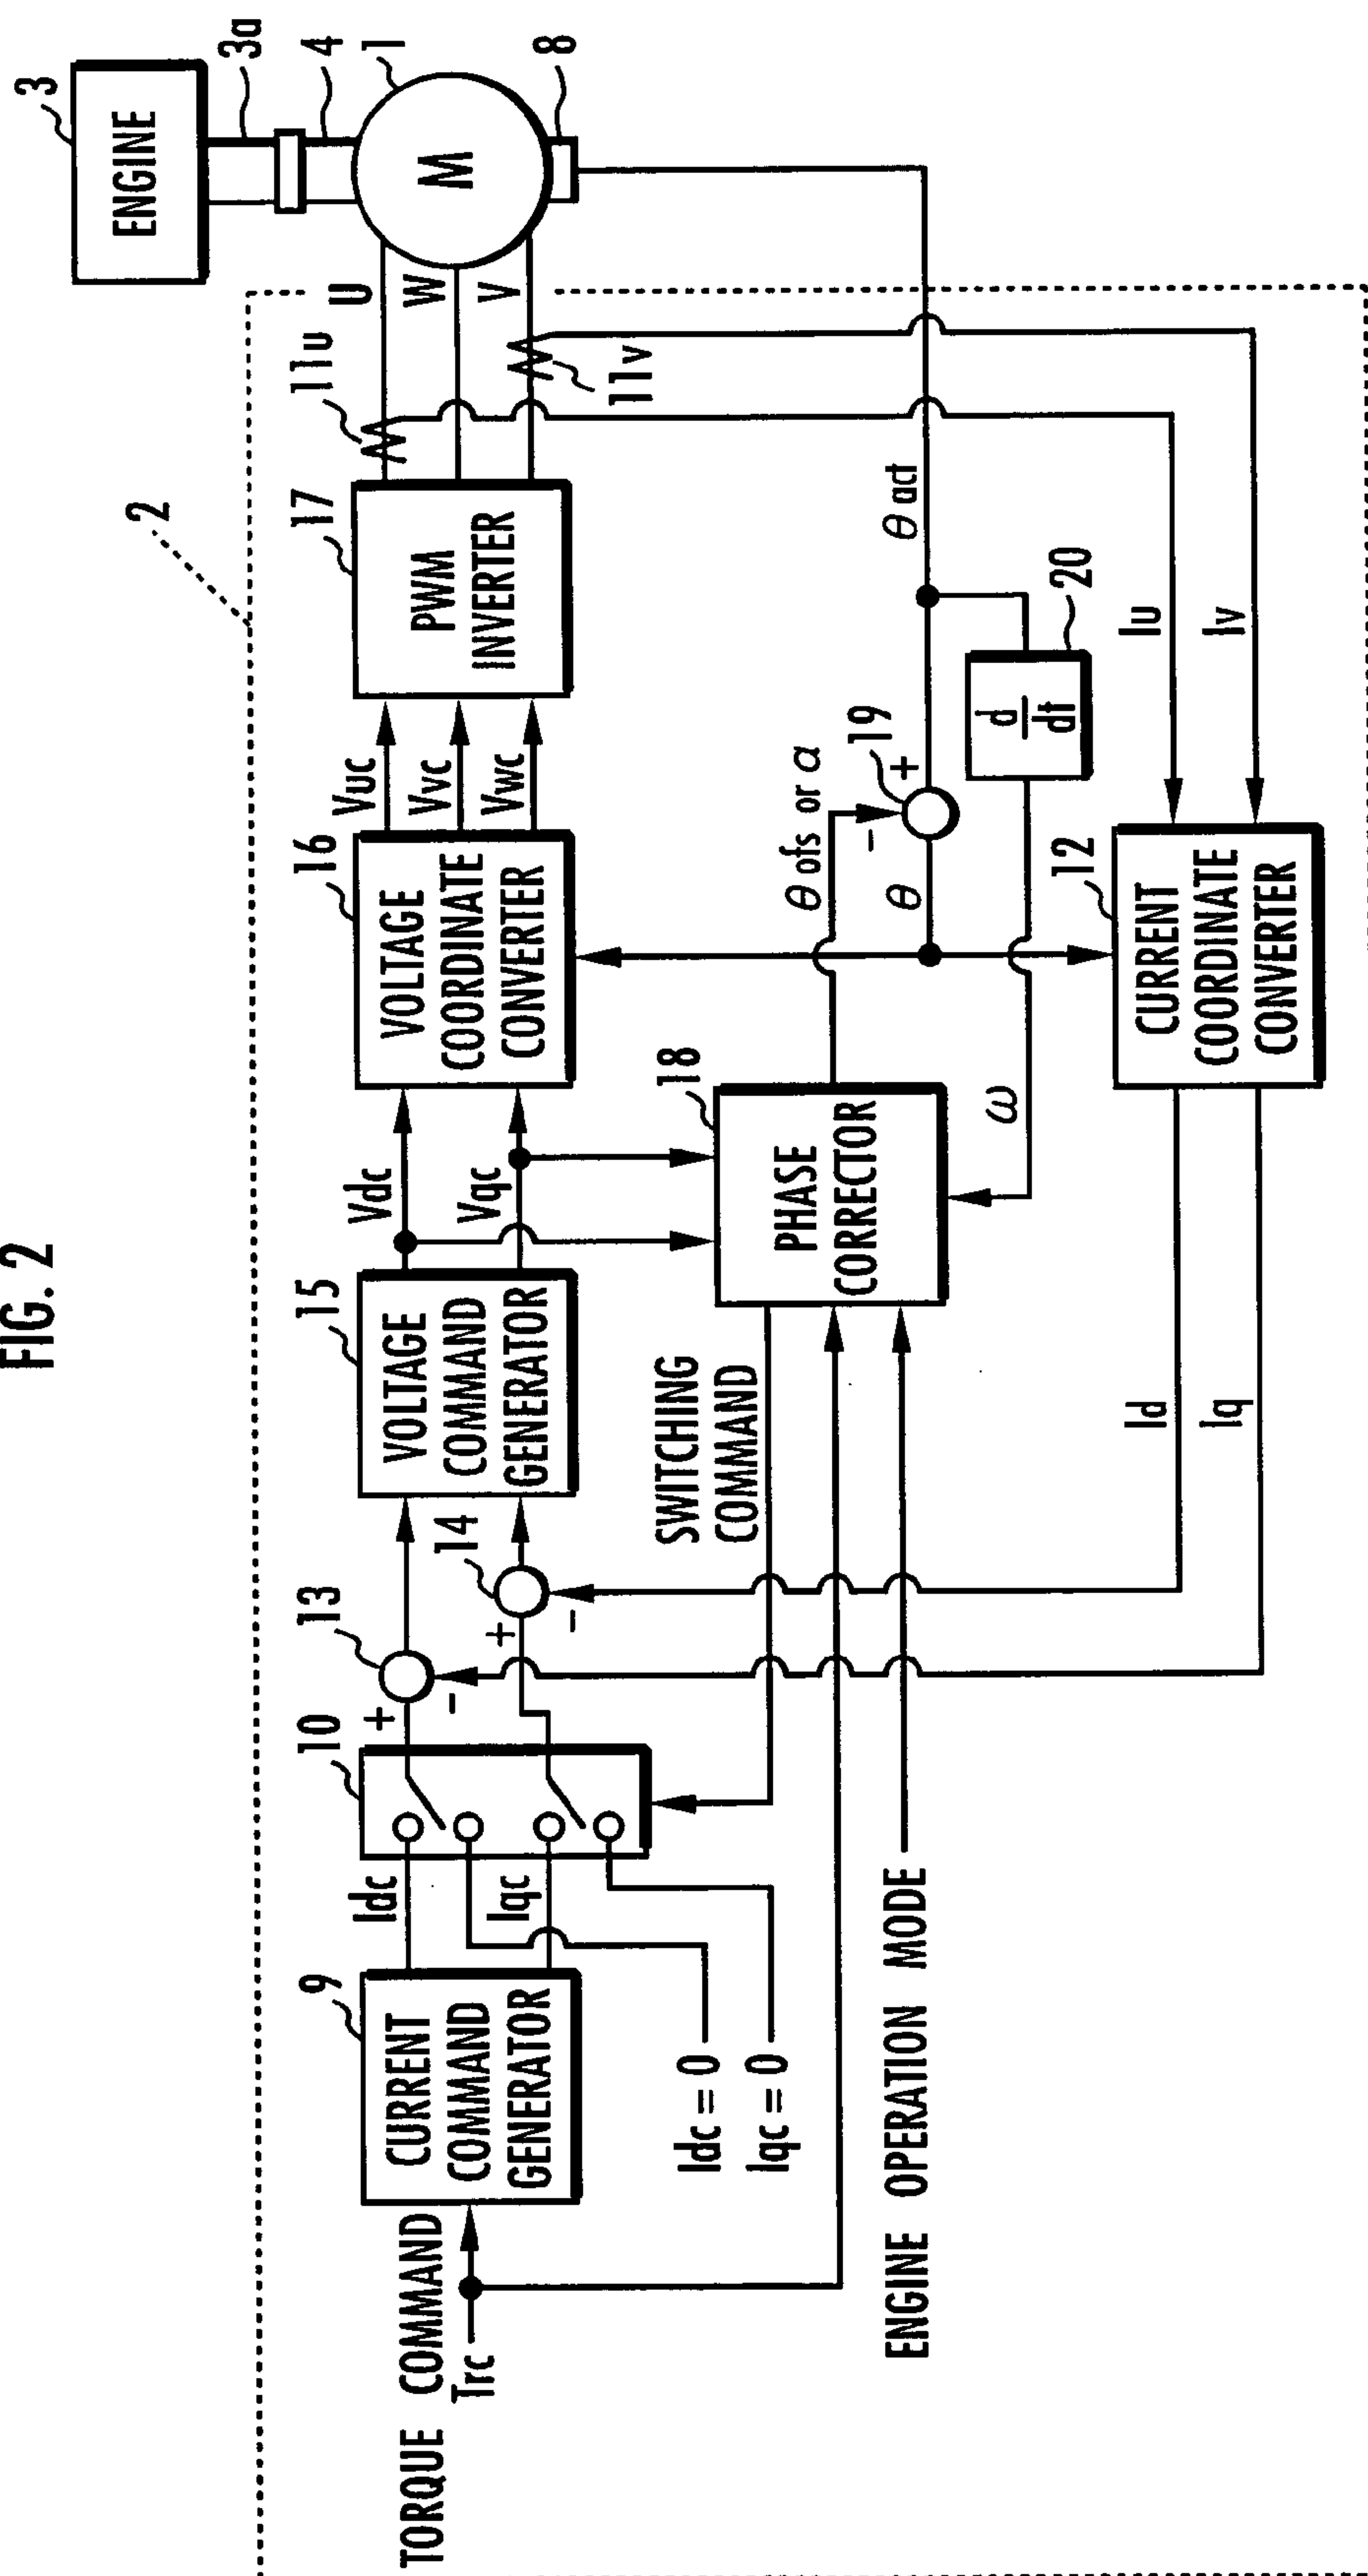 FIG. 2
2
3
ENGINE
3a
4
1
M
8
U
W
V
11u
11v
17
PWM
INVERTER
Vuc
Vvc
Vwc
16
VOLTAGE
COORDINATE
CONVERTER
Vdc
Vqc
15
VOLTAGE
COMMAND
GENERATOR
14
13
+
-
+
-
10
Idc
Iqc
9
CURRENT
COMMAND
GENERATOR
TORQUE COMMAND
Trc
Idc = 0
Iqc = 0
SWITCHING
COMMAND
18
PHASE
CORRECTOR
θ ofs or α
θ
-
+
19
θ act
20
d
dt
ω
ENGINE OPERATION MODE
12
CURRENT
COORDINATE
CONVERTER
Iu
Iv
Id
Iq